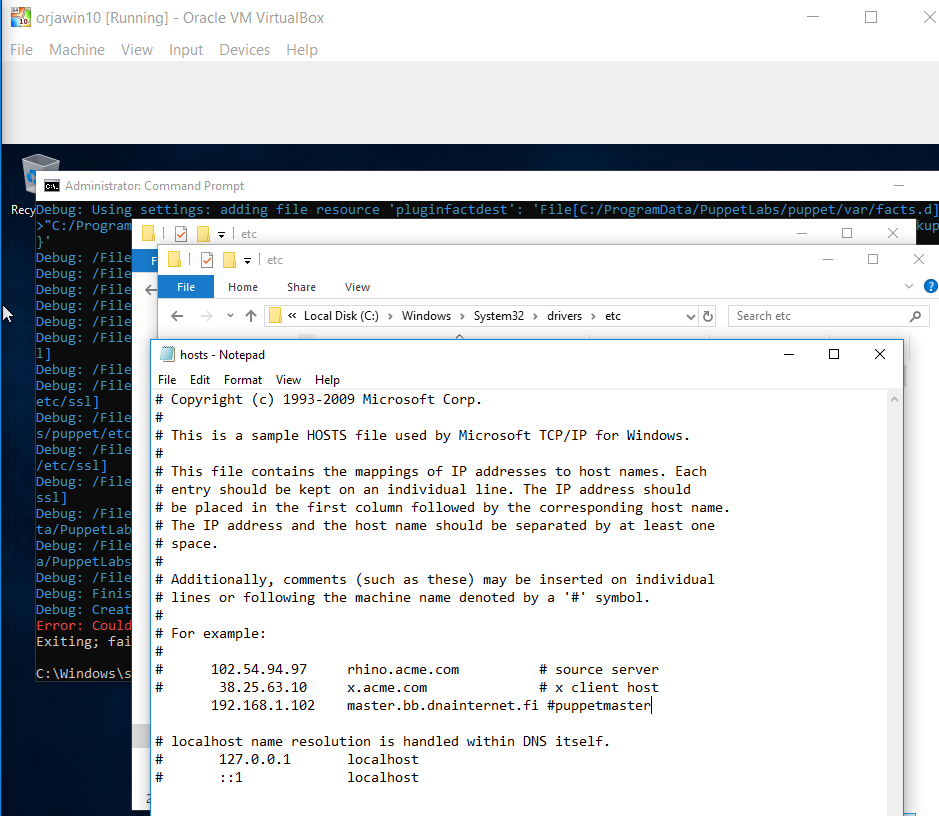 orjawin10 [Running] - Oracle VM VirtualBox
File Machine View Input Devices Help
Administrator: Command Prompt
Debug: Using settings: adding file resource 'pluginfactdest': 'File[C:/ProgramData/PuppetLabs/puppet/var/facts.d]
>"C:/Program
}'
etc
Debug: /File
etc
Debug: /File
Debug: /File
File Home Share View
Debug: /File
Debug: /File
« Local Disk (C:) > Windows > System32 > drivers > etc
Search etc
Debug: /File
l]
Debug: /File
Debug: /File
etc/ssl]
Debug: /File
s/puppet/etc
Debug: /File
/etc/ssl]
Debug: /File
ssl]
Debug: /File
ta/PuppetLab
Debug: /File
a/PuppetLabs
Debug: /File
Debug: Finis
Debug: Creat
Error: Could
Exiting; fai
C:\Windows\s
hosts - Notepad
File Edit Format View Help
# Copyright (c) 1993-2009 Microsoft Corp.
#
# This is a sample HOSTS file used by Microsoft TCP/IP for Windows.
#
# This file contains the mappings of IP addresses to host names. Each
# entry should be kept on an individual line. The IP address should
# be placed in the first column followed by the corresponding host name.
# The IP address and the host name should be separated by at least one
# space.
#
# Additionally, comments (such as these) may be inserted on individual
# lines or following the machine name denoted by a '#' symbol.
#
# For example:
#
# 102.54.94.97 rhino.acme.com # source server
# 38.25.63.10 x.acme.com # x client host
192.168.1.102 master.bb.dnainternet.fi #puppetmaster
# localhost name resolution is handled within DNS itself.
# 127.0.0.1 localhost
# ::1 localhost